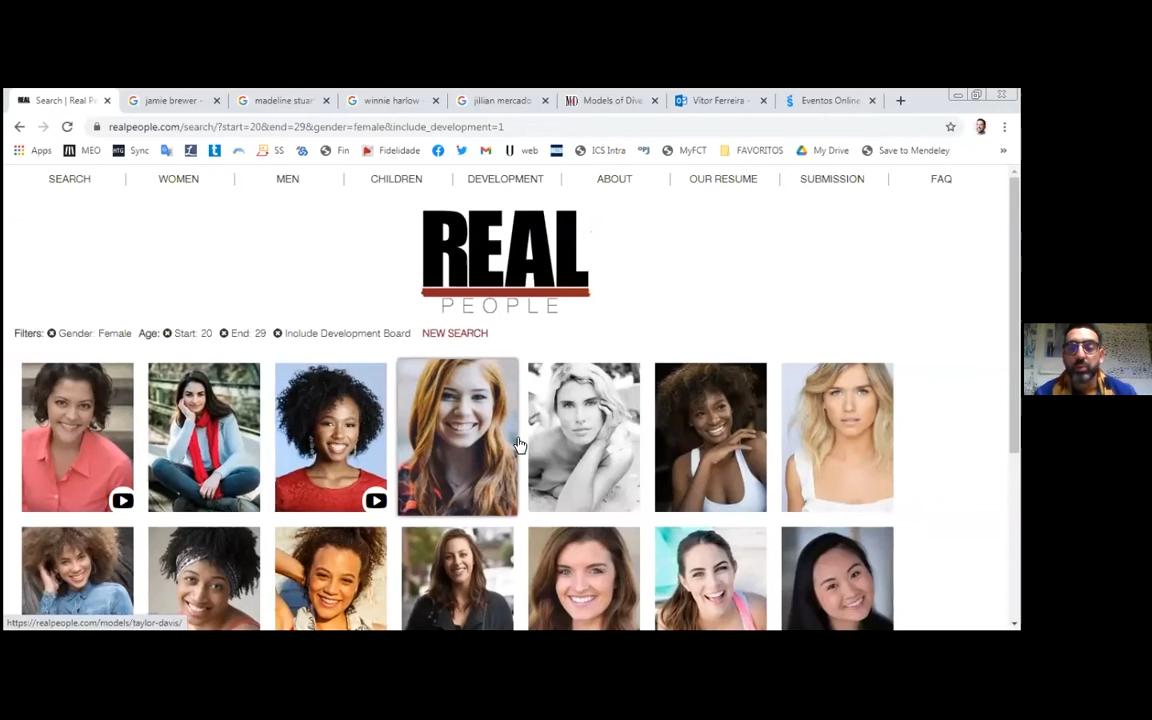 Search | Real Pe
jamie brewer -
madeline stuar
winnie harlow -
jillian mercado
Models of Dive
Vitor Ferreira -
Eventos Online
realpeople.com/search/?start=20&end=29&gender=female&include_development=1
Apps MEO Sync SS Fin Fidelidade web ICS Intra MyFCT FAVORITOS My Drive Save to Mendeley
SEARCH WOMEN MEN CHILDREN DEVELOPMENT ABOUT OUR RESUME SUBMISSION FAQ
REAL
PEOPLE
Filters: Gender: Female Age: Start: 20 End: 29 Include Development Board NEW SEARCH
https://realpeople.com/models/taylor-davis/